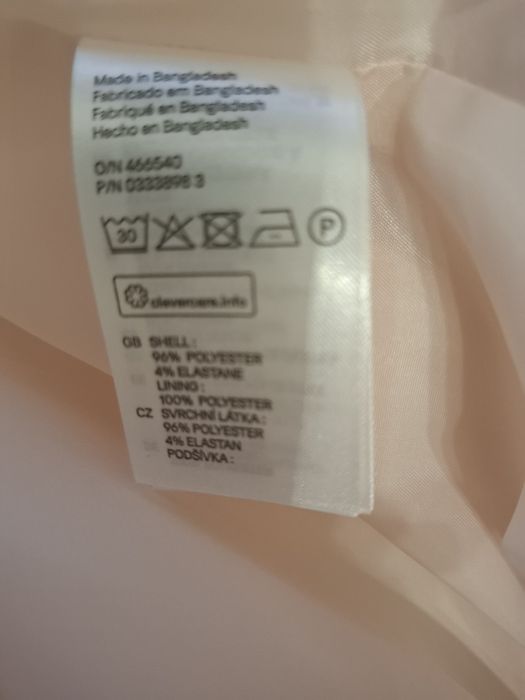 Made in Bangladesh
Fabricado em Bangladesh
Fabriqué en Bangladesh
Hecho en Bangladesh
O/N 466540
P/N 0333898 3
30 P
clevercare.info
GB SHELL:
96% POLYESTER
4% ELASTANE
LINING:
100% POLYESTER
CZ SVRCHNÍ LÁTKA:
96% POLYESTER
4% ELASTAN
PODŠÍVKA: